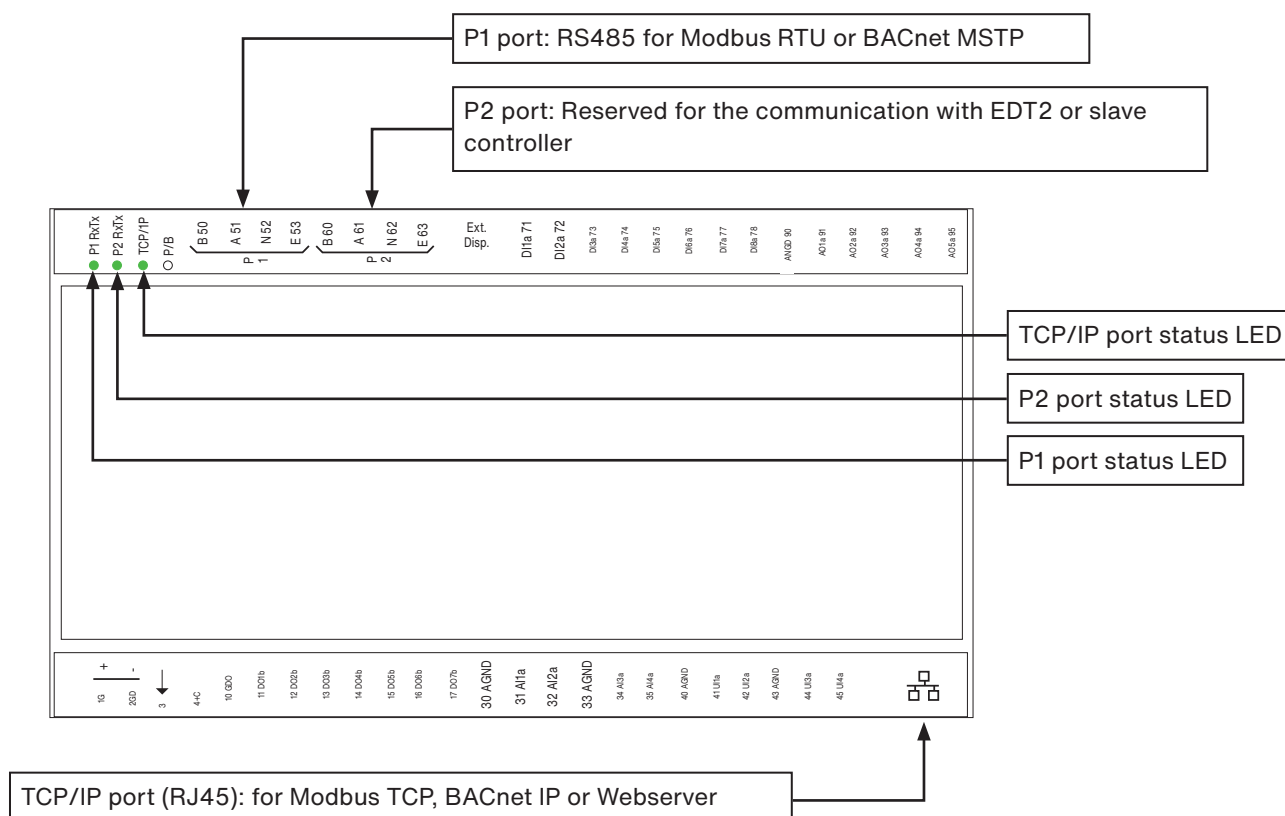 P1 port: RS485 for Modbus RTU or BACnet MSTP
P2 port: Reserved for the communication with EDT2 or slave
controller
P1 RxTx
P2 RxTx
TCP/1P
P/B
B 50
A 51
N 52
E 53
P 1
B 60
A 61
N 62
E 63
P 2
Ext.
Disp.
DI1a 71
DI2a 72
DI3a 73
DI4a 74
DI5a 75
DI6a 76
DI7a 77
DI8a 78
ANGD 90
AO1a 91
AO2a 92
AO3a 93
AO4a 94
AO5a 95
TCP/IP port status LED
P2 port status LED
P1 port status LED
1G +
2GD -
3
4+C
10 GDO
11 DO1b
12 DO2b
13 DO3b
14 DO4b
15 DO5b
16 DO6b
17 DO7b
30 AGND
31 AI1a
32 AI2a
33 AGND
34 AI3a
35 AI4a
40 AGND
41 UI1a
42 UI2a
43 AGND
44 UI3a
45 UI4a
TCP/IP port (RJ45): for Modbus TCP, BACnet IP or Webserver